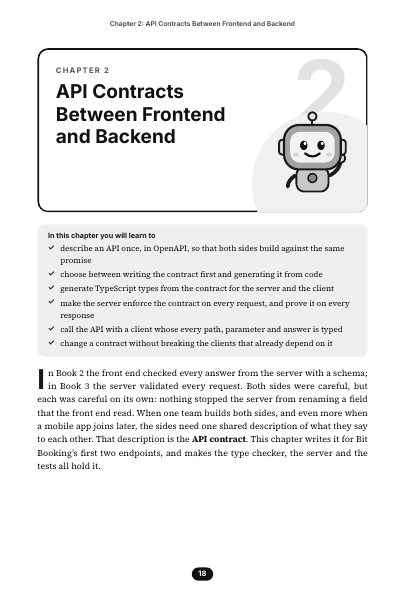 Chapter 2: API Contracts Between Frontend and Backend
CHAPTER 2
2
API Contracts
Between Frontend
and Backend
In this chapter you will learn to
describe an API once, in OpenAPI, so that both sides build against the same
promise
choose between writing the contract first and generating it from code
generate TypeScript types from the contract for the server and the client
make the server enforce the contract on every request, and prove it on every
response
call the API with a client whose every path, parameter and answer is typed
change a contract without breaking the clients that already depend on it
In Book 2 the front end checked every answer from the server with a schema;
in Book 3 the server validated every request. Both sides were careful, but
each was careful on its own: nothing stopped the server from renaming a field
that the front end read. When one team builds both sides, and even more when
a mobile app joins later, the sides need one shared description of what they say
to each other. That description is the API contract. This chapter writes it for Bit
Booking's first two endpoints, and makes the type checker, the server and the
tests all hold it.
18